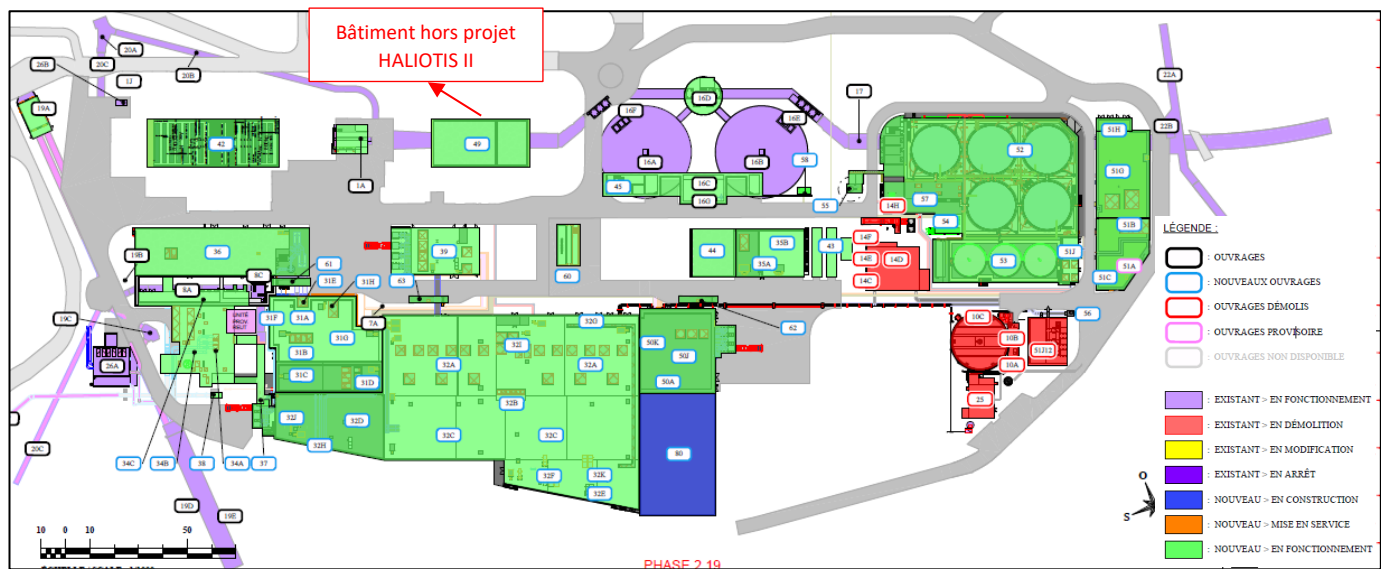 Bâtiment hors projet
HALIOTIS II
20A
20C
26B
1J
20B
19A
42
1A
49
16F
16D
16E
17
16A
16B
58
45
16C
16G
55
52
57
14H
54
51H
51G
22A
22B
51B
51A
51C
51J
53
36
19B
8C
8A
61
31E
31H
39
63
60
44
35B
35A
43
14F
14E
14D
14C
19C
26A
31F
31A
7A
31G
31B
31C
31D
UNITÉ
PROV
BIGUT
32G
32I
32A
32A
32B
32C
32C
32J
32D
32H
32F
32K
32E
50K
50J
50A
62
80
10C
10B
10A
51J12
56
25
20C
34C
34B
38
34A
37
19D
19E
10 0 10 50
PHASE 2.19
O
S
LÉGENDE :
: OUVRAGES
: NOUVEAUX OUVRAGES
: OUVRAGES DÉMOLIS
: OUVRAGES PROVISOIRE
: OUVRAGES NON DISPONIBLE
: EXISTANT > EN FONCTIONNEMENT
: EXISTANT > EN DÉMOLITION
: EXISTANT > EN MODIFICATION
: EXISTANT > EN ARRÊT
: NOUVEAU > EN CONSTRUCTION
: NOUVEAU > MISE EN SERVICE
: NOUVEAU > EN FONCTIONNEMENT